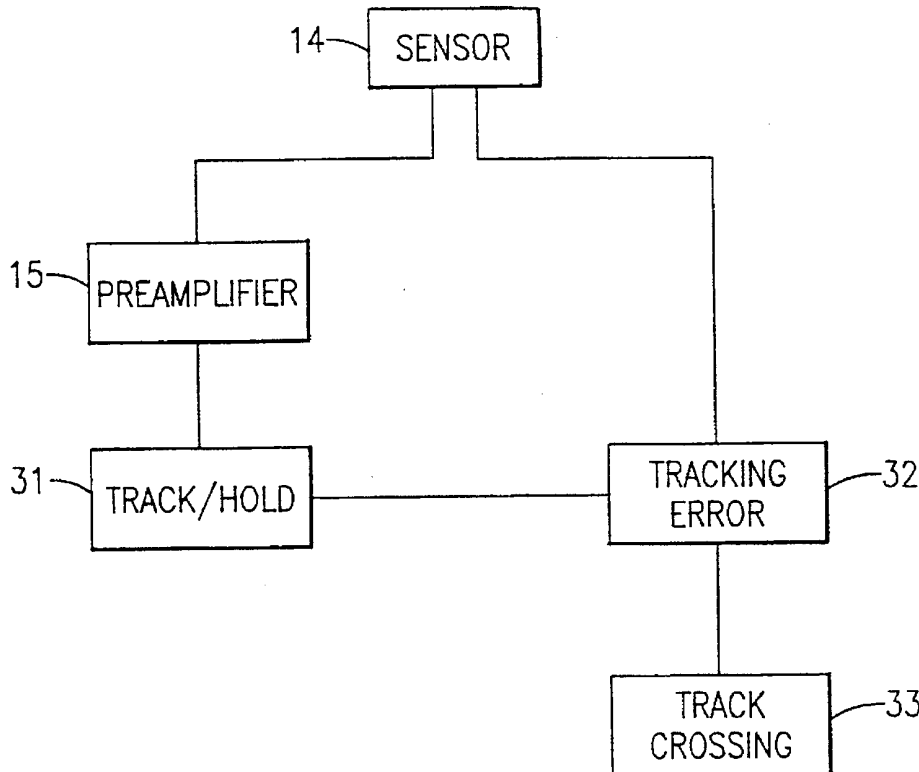 14 SENSOR
15 PREAMPLIFIER
31 TRACK/HOLD
TRACKING 32
ERROR
TRACK 33
CROSSING